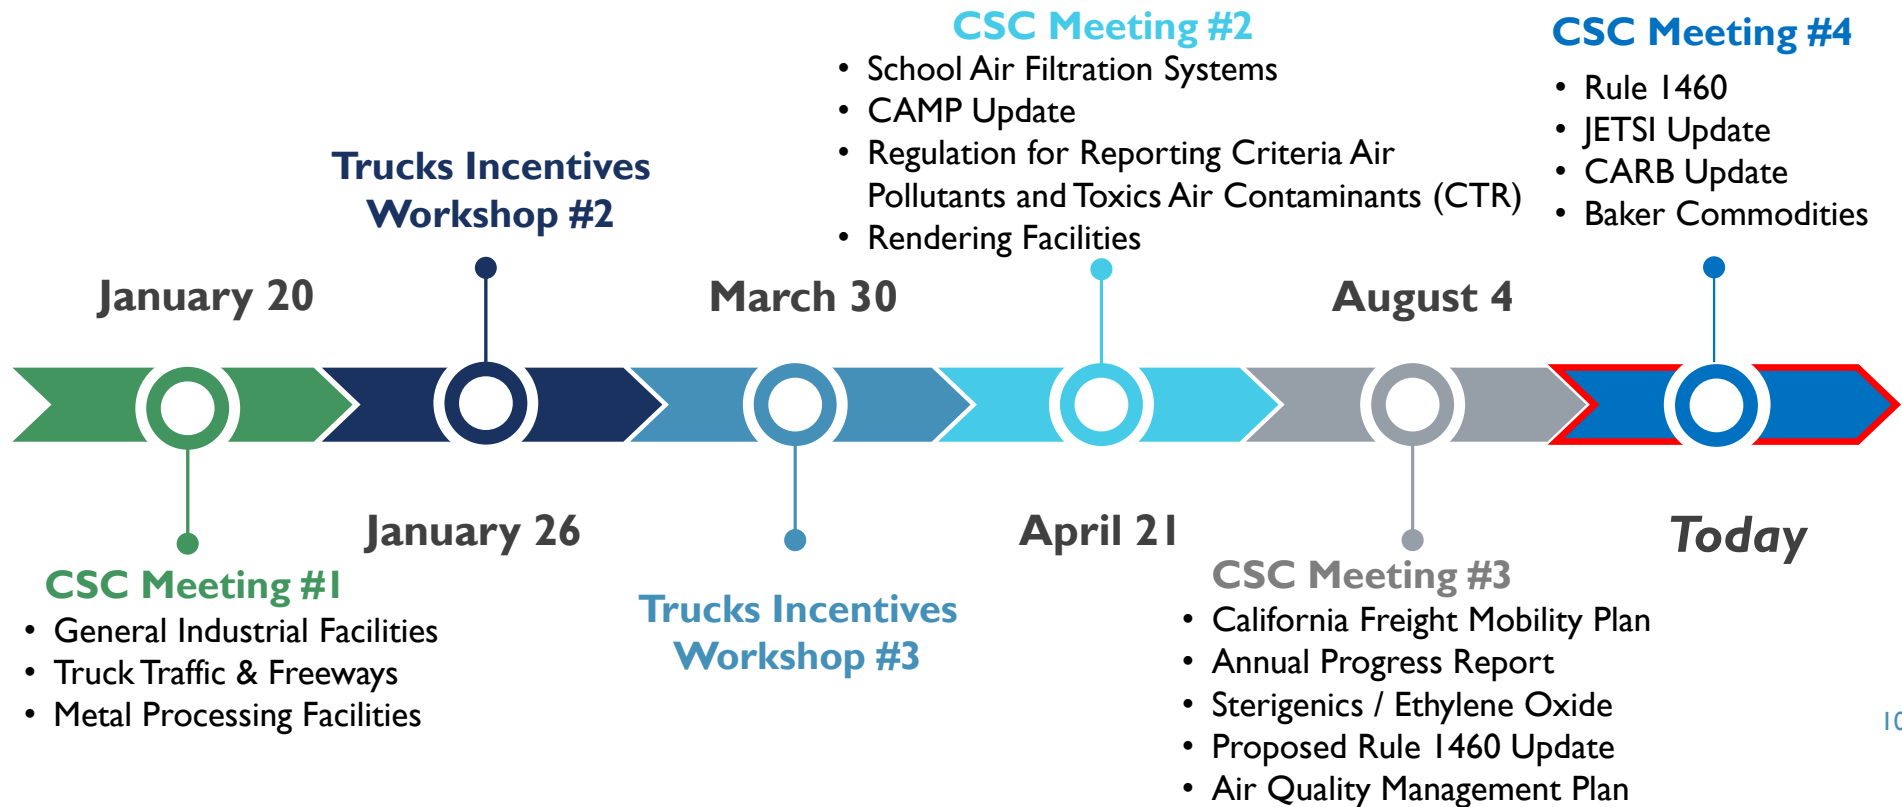 January 20
CSC Meeting #1
• General Industrial Facilities
• Truck Traffic & Freeways
• Metal Processing Facilities
Trucks Incentives
Workshop #2
January 26
March 30
Trucks Incentives
Workshop #3
CSC Meeting #2
• School Air Filtration Systems
• CAMP Update
• Regulation for Reporting Criteria Air
Pollutants and Toxics Air Contaminants (CTR)
• Rendering Facilities
April 21
August 4
CSC Meeting #3
• California Freight Mobility Plan
• Annual Progress Report
• Sterigenics / Ethylene Oxide
• Proposed Rule 1460 Update
• Air Quality Management Plan
CSC Meeting #4
• Rule 1460
• JETSI Update
• CARB Update
• Baker Commodities
Today
10